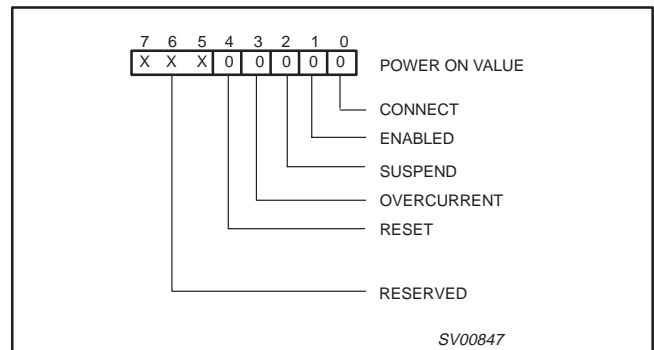 7 6 5 4 3 2 1 0
X X X 0 0 0 0 0 POWER ON VALUE
CONNECT
ENABLED
SUSPEND
OVERCURRENT
RESET
RESERVED
SV00847